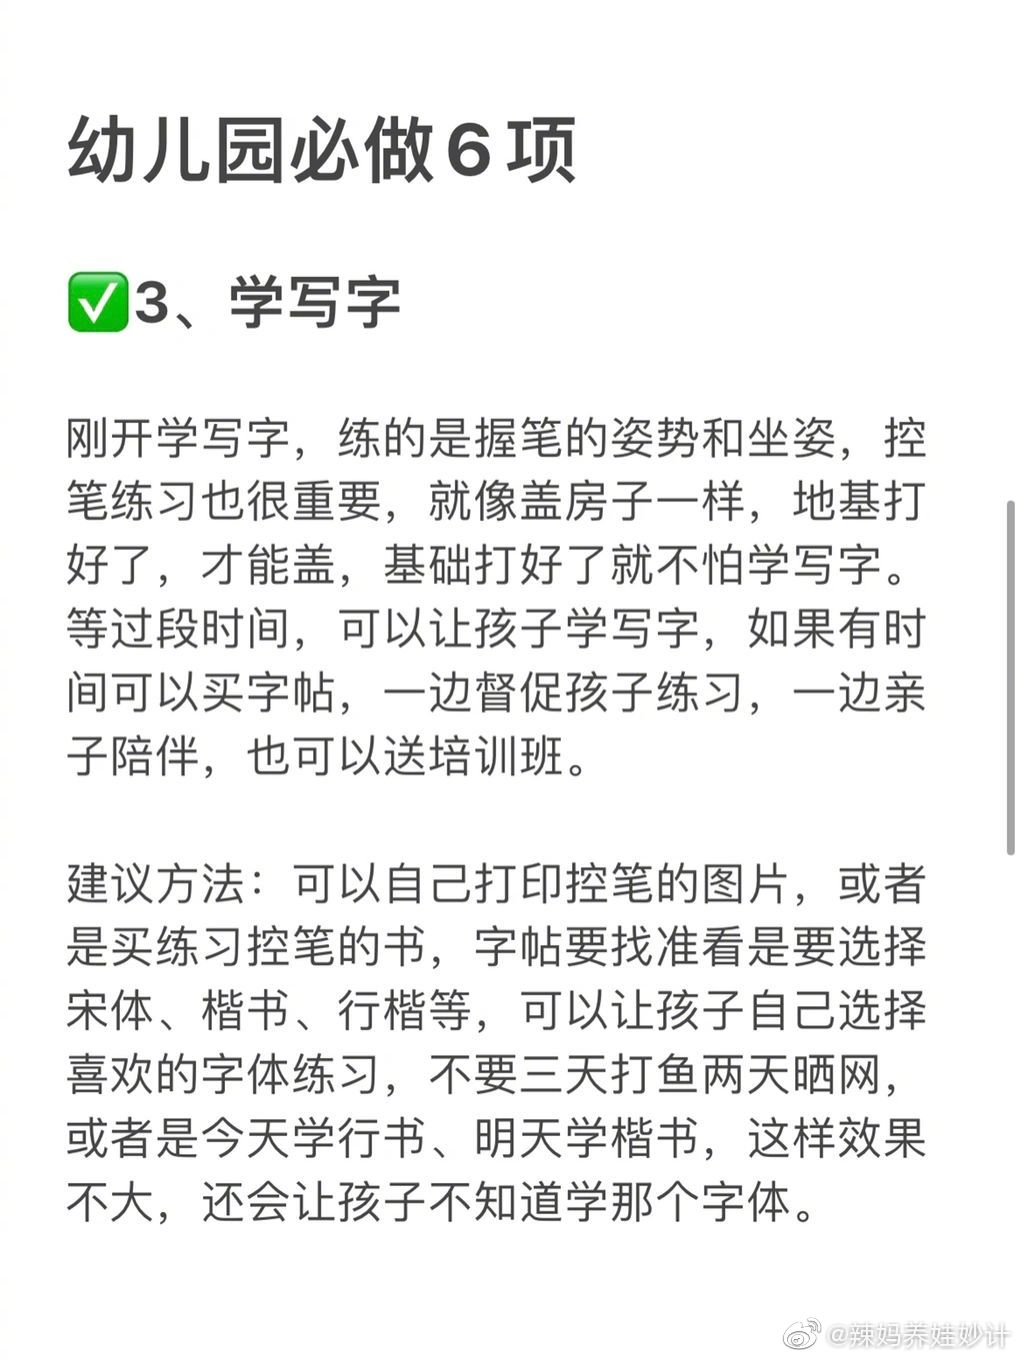 幼儿园必做6项
✅3、学写字
刚开学写字，练的是握笔的姿势和坐姿，控
笔练习也很重要，就像盖房子一样，地基打
好了，才能盖，基础打好了就不怕学写字。
等过段时间，可以让孩子学写字，如果有时
间可以买字帖，一边督促孩子练习，一边亲
子陪伴，也可以送培训班。
建议方法：可以自己打印控笔的图片，或者
是买练习控笔的书，字帖要找准看是要选择
宋体、楷书、行楷等，可以让孩子自己选择
喜欢的字体练习，不要三天打鱼两天晒网，
或者是今天学行书、明天学楷书，这样效果
不大，还会让孩子不知道学那个字体。
@辣妈养娃妙计